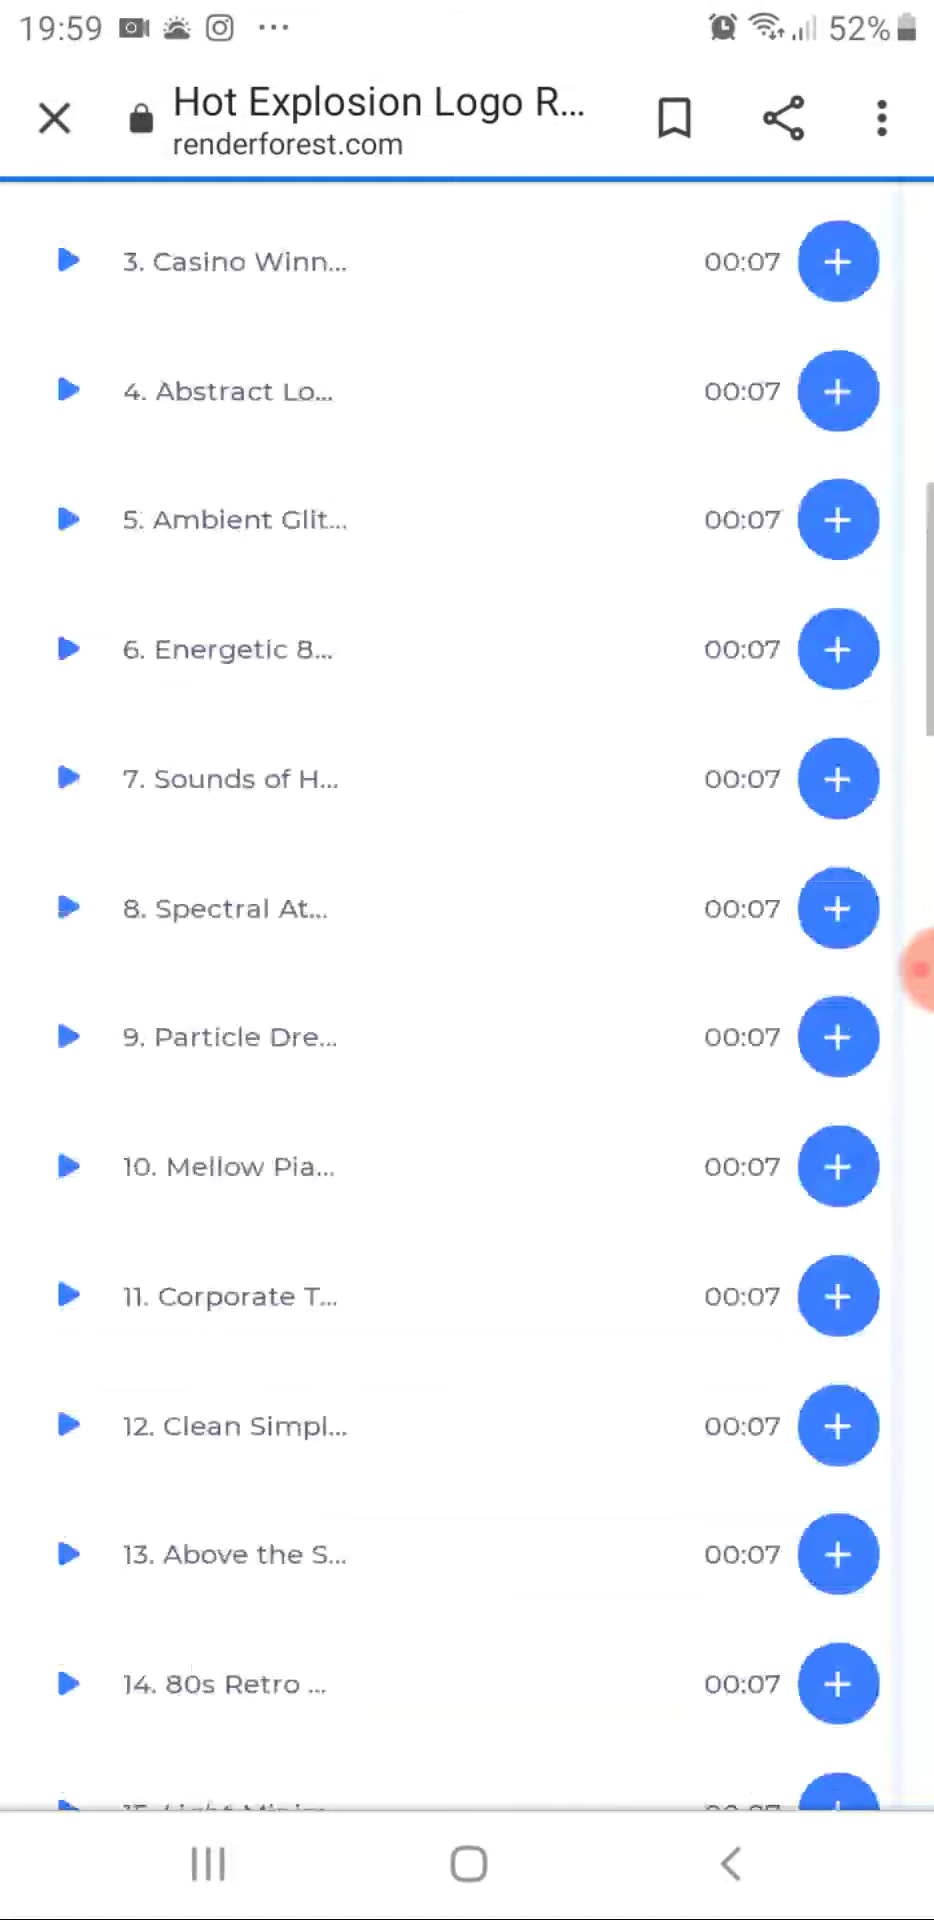 19:59 52%
Hot Explosion Logo R...
renderforest.com
3. Casino Winn... 00:07
4. Abstract Lo... 00:07
5. Ambient Glit... 00:07
6. Energetic 8... 00:07
7. Sounds of H... 00:07
8. Spectral At... 00:07
9. Particle Dre... 00:07
10. Mellow Pia... 00:07
11. Corporate T... 00:07
12. Clean Simpl... 00:07
13. Above the S... 00:07
14. 80s Retro ... 00:07